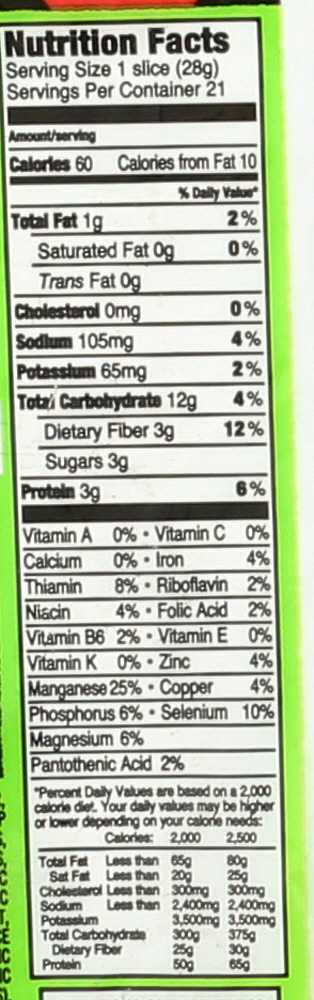 Nutrition Facts
Serving Size 1 slice (28g)
Servings Per Container 21
Amount/serving
Calories 60 Calories from Fat 10
% Daily Value*
Total Fat 1g 2%
Saturated Fat 0g 0%
Trans Fat 0g
Cholesterol 0mg 0%
Sodium 105mg 4%
Potassium 65mg 2%
Total Carbohydrate 12g 4%
Dietary Fiber 3g 12%
Sugars 3g
Protein 3g 6%
Vitamin A 0% • Vitamin C 0%
Calcium 0% • Iron 4%
Thiamin 8% • Riboflavin 2%
Niacin 4% • Folic Acid 2%
Vitamin B6 2% • Vitamin E 0%
Vitamin K 0% • Zinc 4%
Manganese 25% • Copper 4%
Phosphorus 6% • Selenium 10%
Magnesium 6%
Pantothenic Acid 2%
*Percent Daily Values are based on a 2,000
calorie diet. Your daily values may be higher
or lower depending on your calorie needs:
Calories: 2,000 2,500
Total Fat Less than 65g 80g
Sat Fat Less than 20g 25g
Cholesterol Less than 300mg 300mg
Sodium Less than 2,400mg 2,400mg
Potassium 3,500mg 3,500mg
Total Carbohydrate 300g 375g
Dietary Fiber 25g 30g
Protein 50g 65g